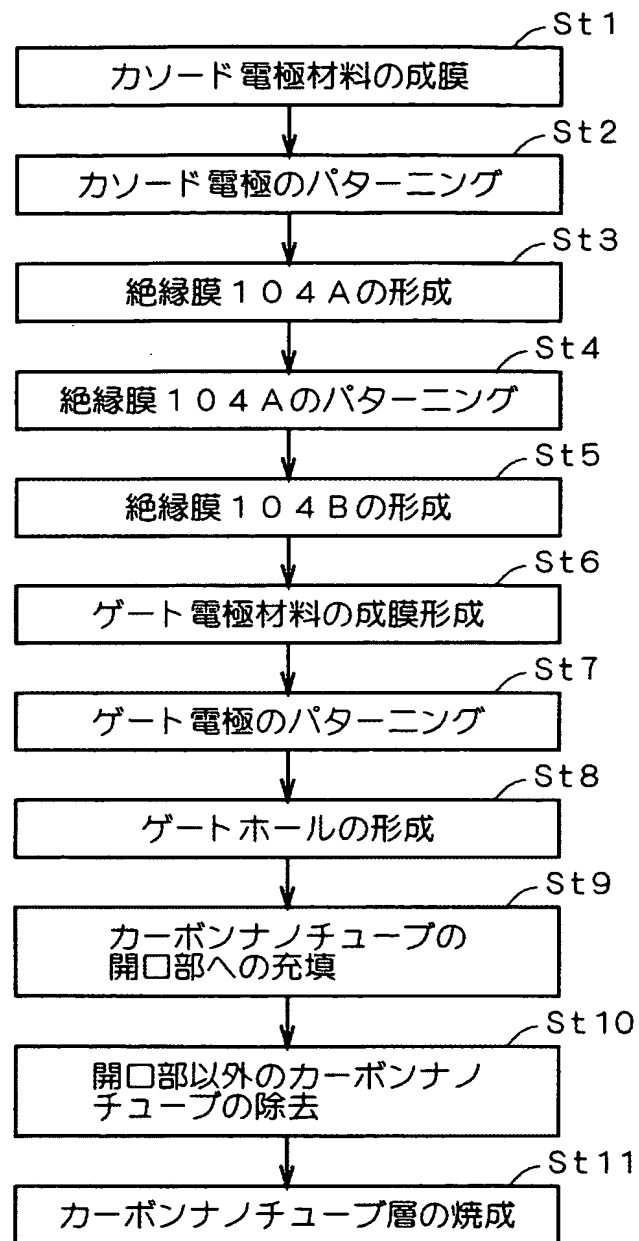 St1
カソード電極材料の成膜
St2
カソード電極のパターニング
St3
絶縁膜１０４Aの形成
St4
絶縁膜１０４Aのパターニング
St5
絶縁膜１０４Bの形成
St6
ゲート電極材料の成膜形成
St7
ゲート電極のパターニング
St8
ゲートホールの形成
St9
カーボンナノチューブの
開口部への充填
St10
開口部以外のカーボンナノ
チューブの除去
St11
カーボンナノチューブ層の焼成